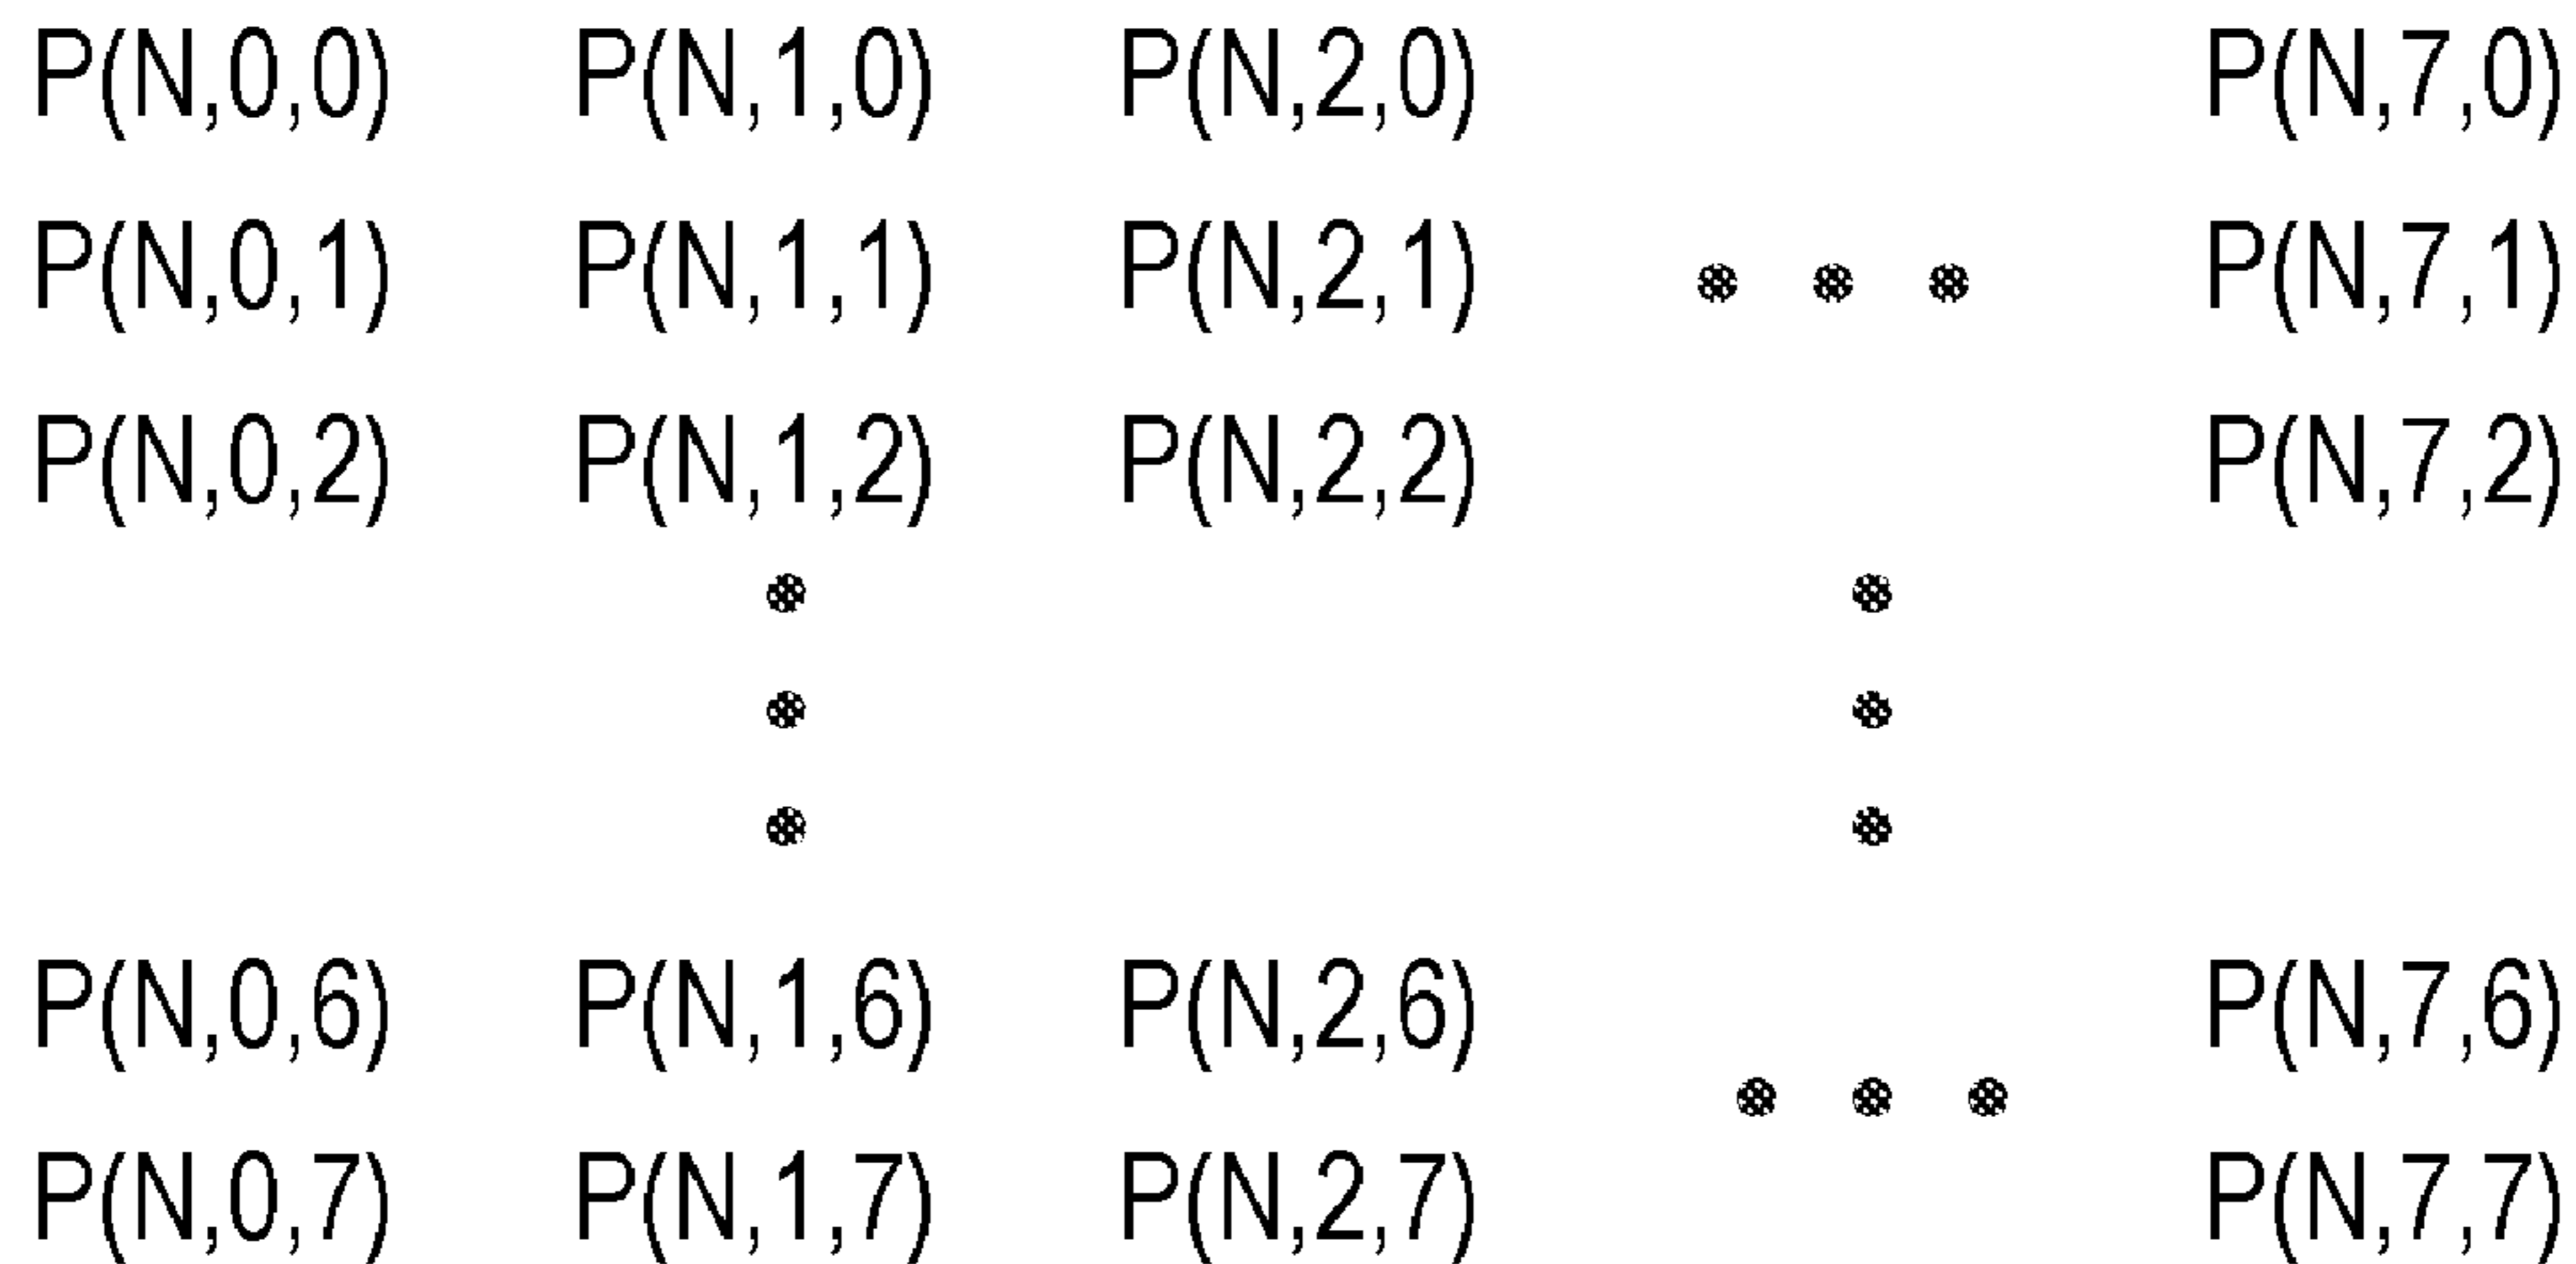 P(N,0,0) P(N,1,0) P(N,2,0) P(N,7,0)
P(N,0,1) P(N,1,1) P(N,2,1) • • • P(N,7,1)
P(N,0,2) P(N,1,2) P(N,2,2) P(N,7,2)
• •
• •
• •
P(N,0,6) P(N,1,6) P(N,2,6) P(N,7,6)
• • •
P(N,0,7) P(N,1,7) P(N,2,7) P(N,7,7)